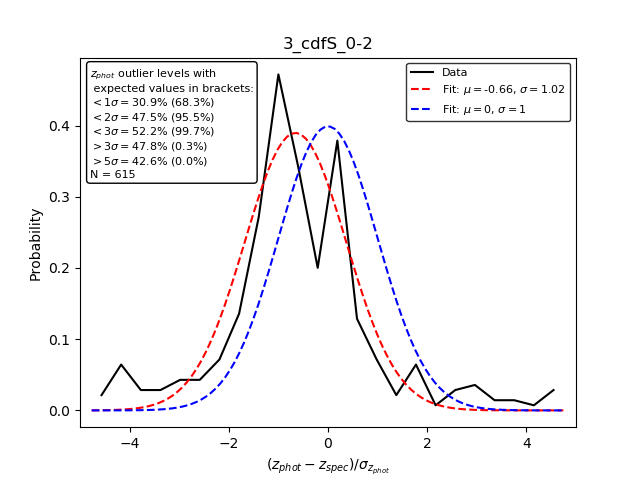 3_cdfS_0-2
z_phot outlier levels with
expected values in brackets:
< 1σ = 30.9% (68.3%)
< 2σ = 47.5% (95.5%)
< 3σ = 52.2% (99.7%)
> 3σ = 47.8% (0.3%)
> 5σ = 42.6% (0.0%)
N = 615
Data
Fit: μ = -0.66, σ = 1.02
Fit: μ = 0, σ = 1
Probability
0.4
0.3
0.2
0.1
0.0
−4 −2 0 2 4
(z_phot − z_spec)/σ_z_phot